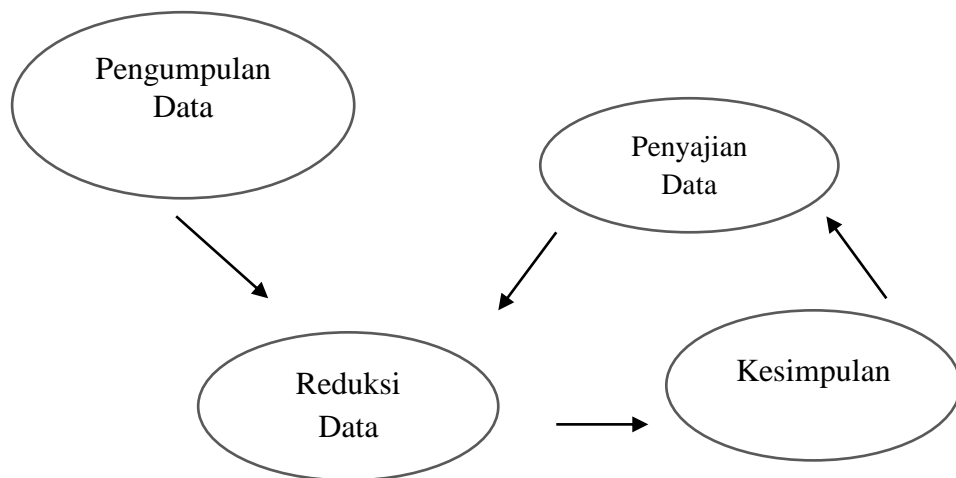 Pengumpulan
Data
Penyajian
Data
Reduksi
Data
Kesimpulan